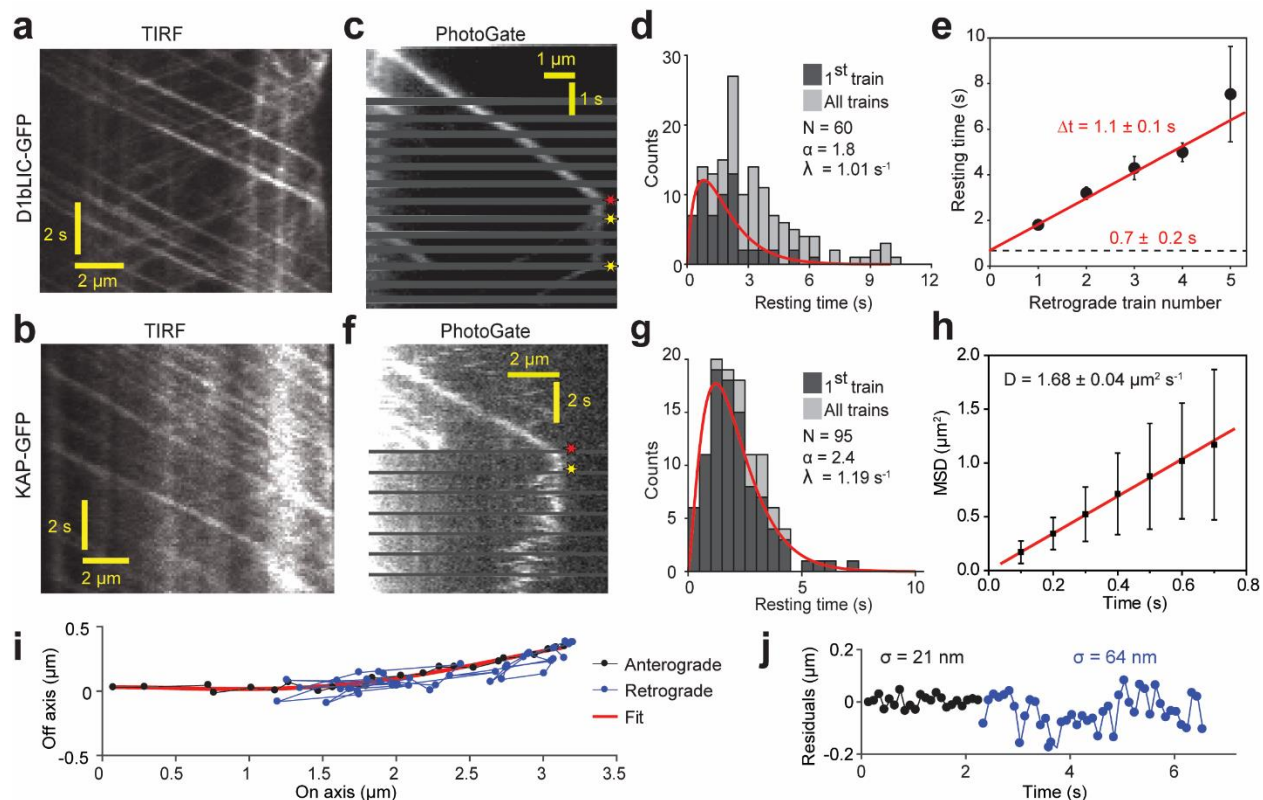 a
TIRF
D1bLIC-GFP
2 s
2 µm
c
PhotoGate
1 µm
1 s
d
30
20
10
0
Counts
0 3 6 9 12
Resting time (s)
1st train
All trains
N = 60
α = 1.8
λ = 1.01 s-1
e
10
8
6
4
2
0
Resting time (s)
Δt = 1.1 ± 0.1 s
0.7 ± 0.2 s
0 1 2 3 4 5
Retrograde train number
b
TIRF
KAP-GFP
2 s
2 µm
f
PhotoGate
2 µm
2 s
g
20
15
10
5
0
Counts
0 5 10
Resting time (s)
1st train
All trains
N = 95
α = 2.4
λ = 1.19 s-1
h
2.0
1.5
1.0
0.5
0.0
MSD (µm²)
D = 1.68 ± 0.04 µm² s-1
0.0 0.2 0.4 0.6 0.8
Time (s)
i
0.5
0
-0.5
Off axis (µm)
0 0.5 1 1.5 2 2.5 3 3.5
On axis (µm)
Anterograde
Retrograde
Fit
j
0.2
0
-0.2
Residuals (µm)
σ = 21 nm
σ = 64 nm
0 2 4 6
Time (s)